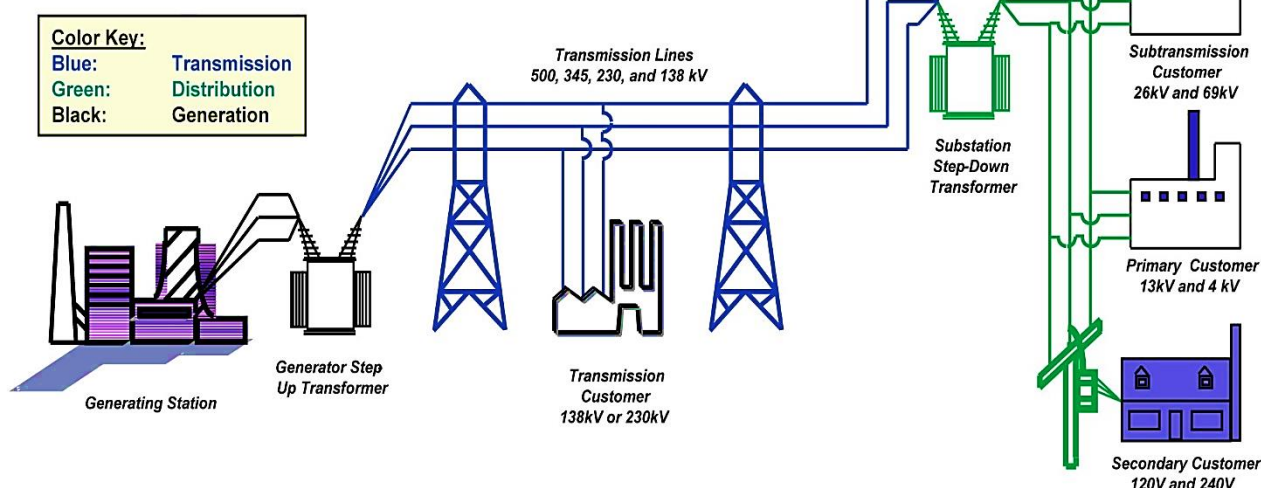 Color Key:
Blue: Transmission
Green: Distribution
Black: Generation
Transmission Lines
500, 345, 230, and 138 kV
Subtransmission
Customer
26kV and 69kV
Substation
Step-Down
Transformer
Primary Customer
13kV and 4 kV
Generating Station
Generator Step
Up Transformer
Transmission
Customer
138kV or 230kV
Secondary Customer
120V and 240V